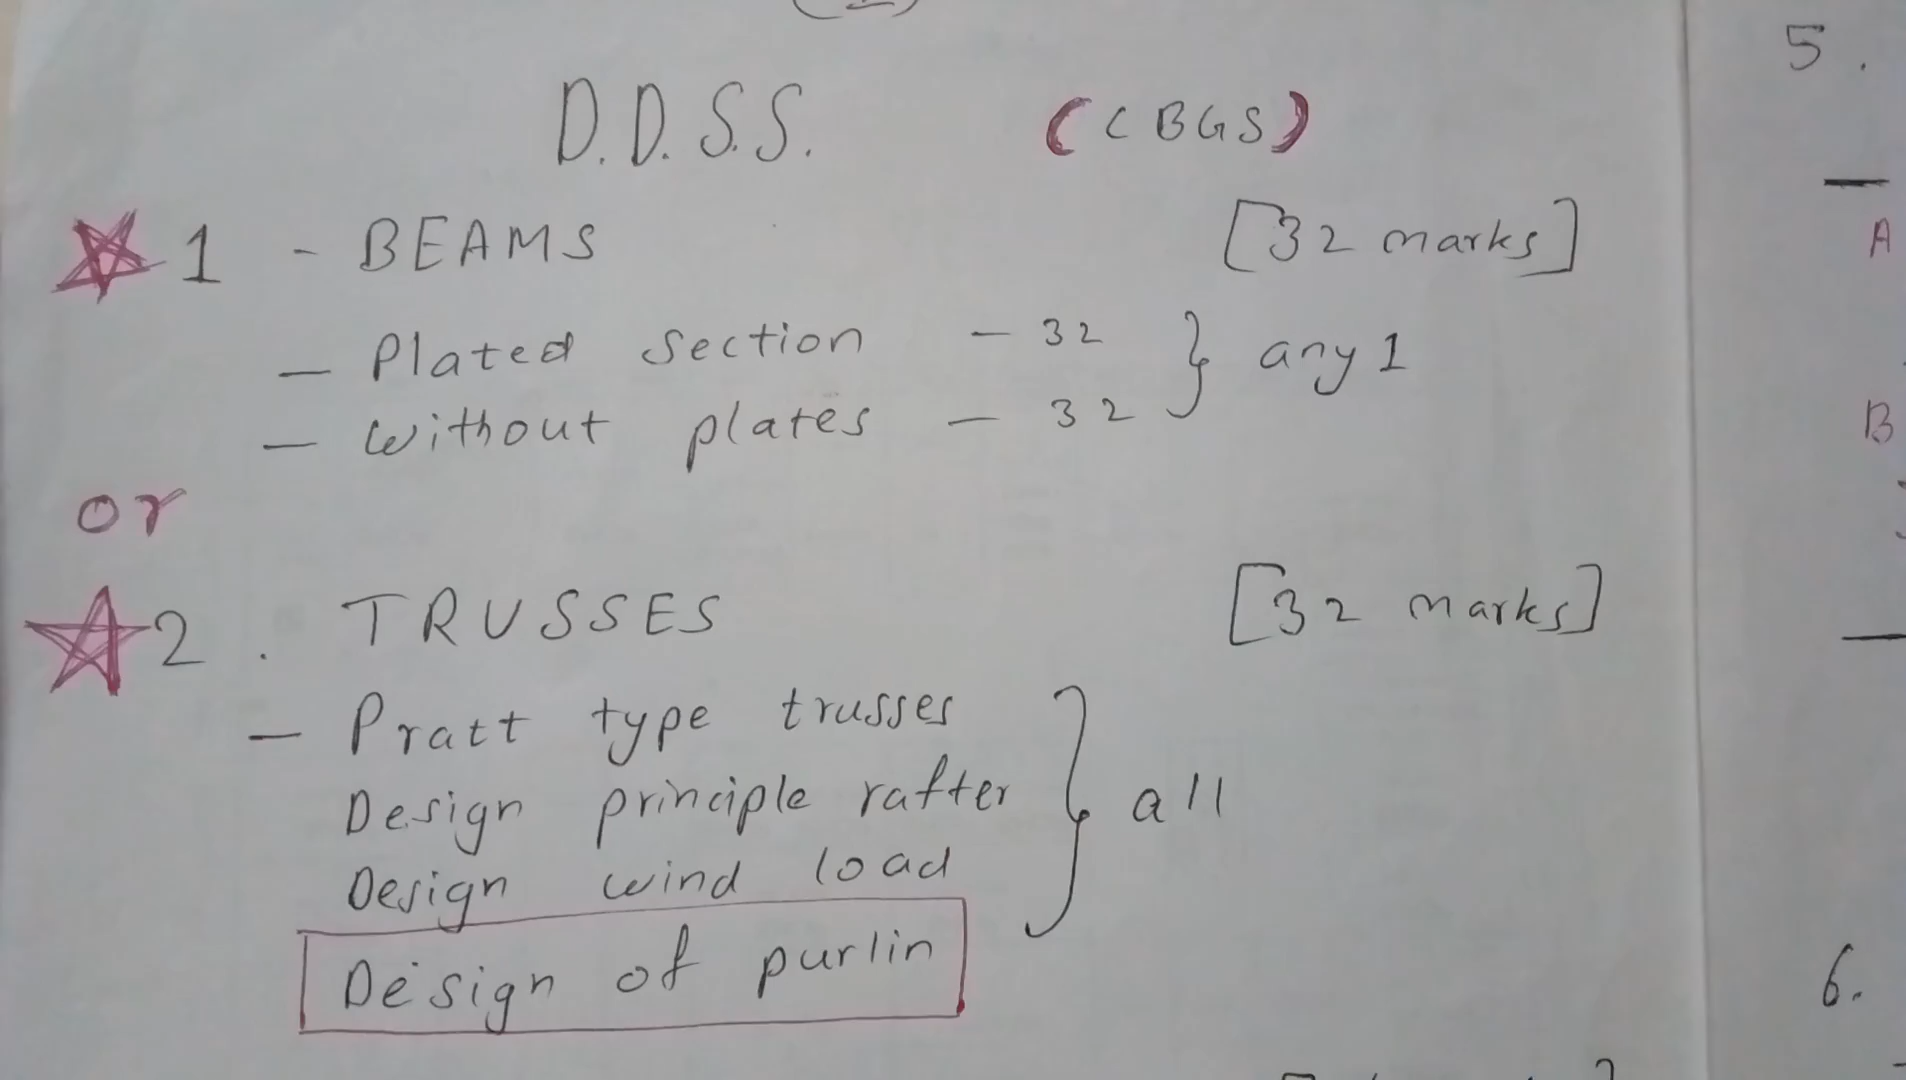 D.D.S.S. (CBGS)
1 - BEAMS [32 marks]
- Plated section - 32 } any 1
- without plates - 32
or
2. TRUSSES [32 marks]
- Pratt type trusses
Design principle rafter } all
Design wind load
Design of purlin
5.
A
B
6.